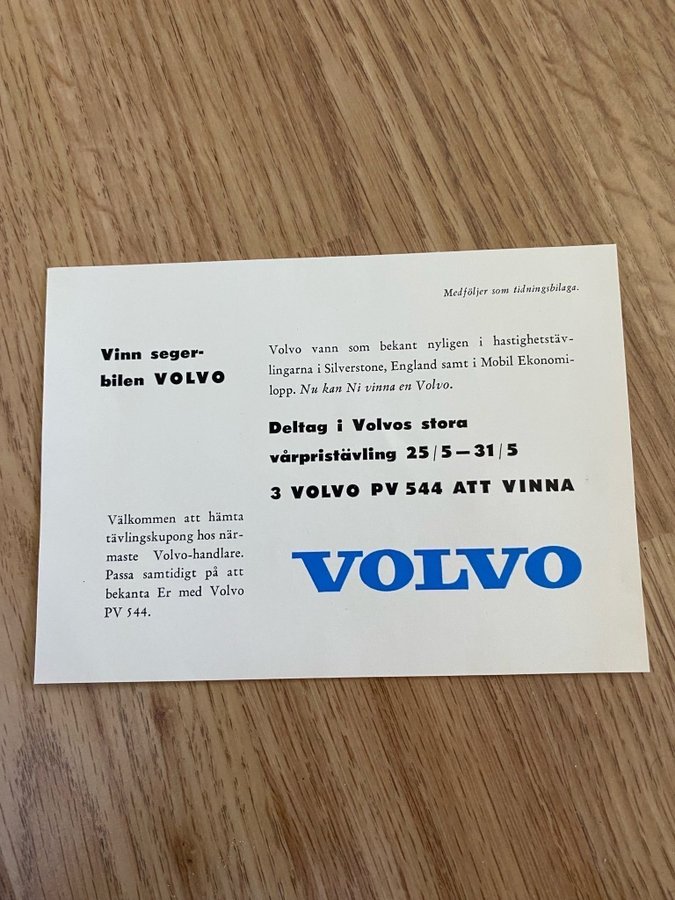 Medföljer som tidningsbilaga.
Vinn seger-
bilen VOLVO
Volvo vann som bekant nyligen i hastighetstäv-
lingarna i Silverstone, England samt i Mobil Ekonomi-
lopp. Nu kan Ni vinna en Volvo.
Deltag i Volvos stora
vårpristävling 25/5—31/5
3 VOLVO PV 544 ATT VINNA
Välkommen att hämta
tävlingskupong hos när-
maste Volvo-handlare.
Passa samtidigt på att
bekanta Er med Volvo
PV 544.
VOLVO